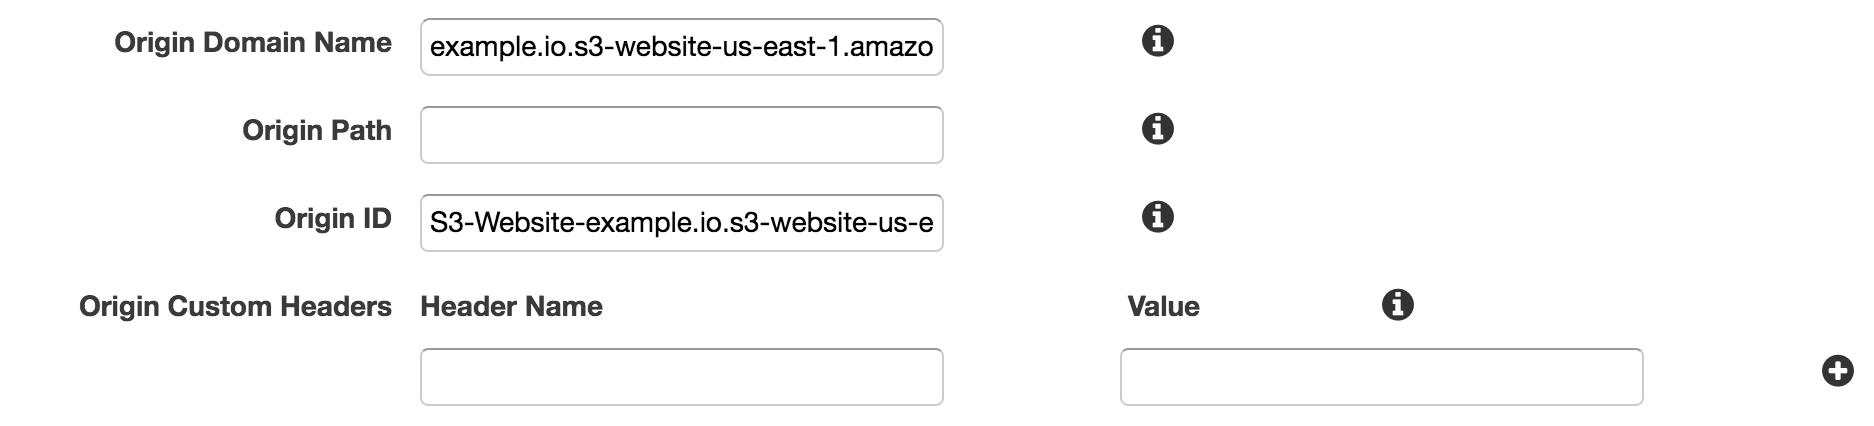 Origin Domain Name example.io.s3-website-us-east-1.amazo
Origin Path
Origin ID S3-Website-example.io.s3-website-us-e
Origin Custom Headers Header Name Value